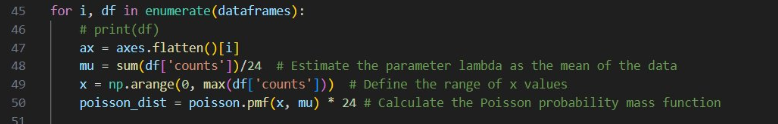 45 for i, df in enumerate(dataframes):
46     # print(df)
47     ax = axes.flatten()[i]
48     mu = sum(df['counts'])/24  # Estimate the parameter lambda as the mean of the data
49     x = np.arange(0, max(df['counts']))  # Define the range of x values
50     poisson_dist = poisson.pmf(x, mu) * 24 # Calculate the Poisson probability mass function
51